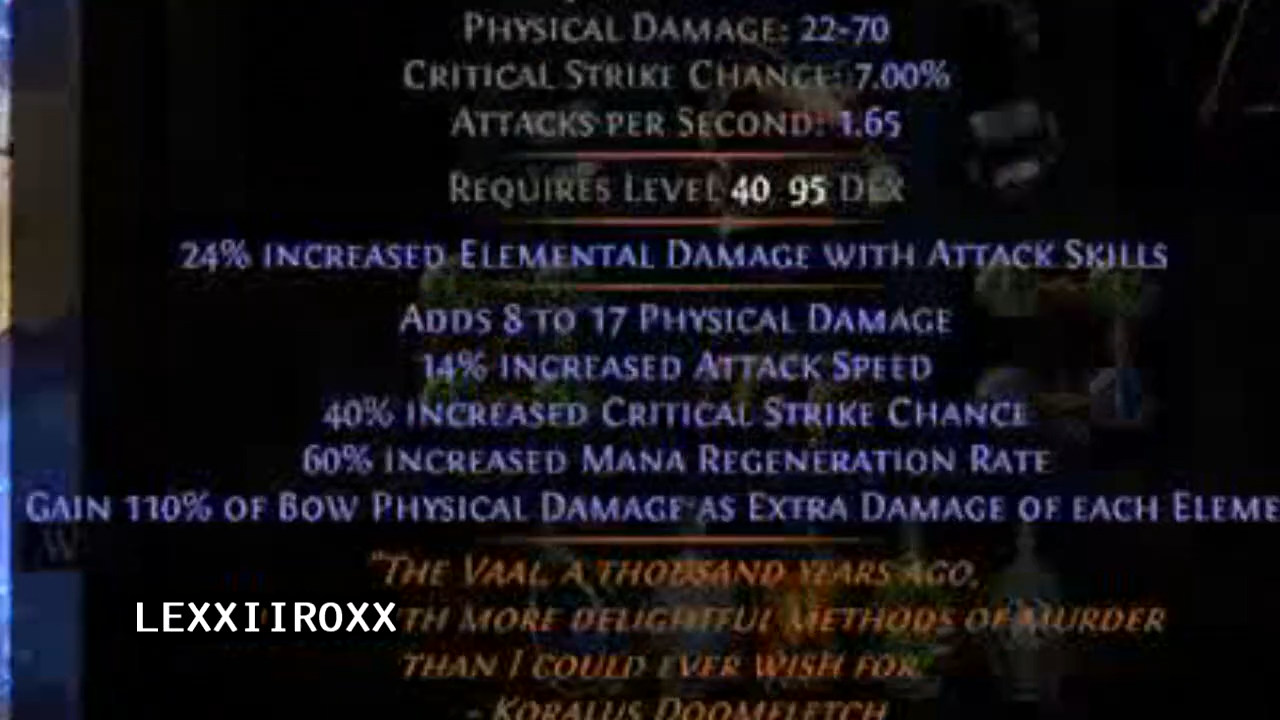 PHYSICAL DAMAGE: 22-70
CRITICAL STRIKE CHANCE: 7.00%
ATTACKS PER SECOND: 1.65
REQUIRES LEVEL 40, 95 DEX
24% INCREASED ELEMENTAL DAMAGE WITH ATTACK SKILLS
ADDS 8 TO 17 PHYSICAL DAMAGE
14% INCREASED ATTACK SPEED
40% INCREASED CRITICAL STRIKE CHANCE
60% INCREASED MANA REGENERATION RATE
GAIN 110% OF BOW PHYSICAL DAMAGE AS EXTRA DAMAGE OF EACH ELEME
"THE VAAL, A THOUSAND YEARS AGO,
LEXXIIROXX TH MORE DELIGHTFUL METHODS OF MURDER
THAN I COULD EVER WISH FOR.
- KORALUS DOOMFLETCH